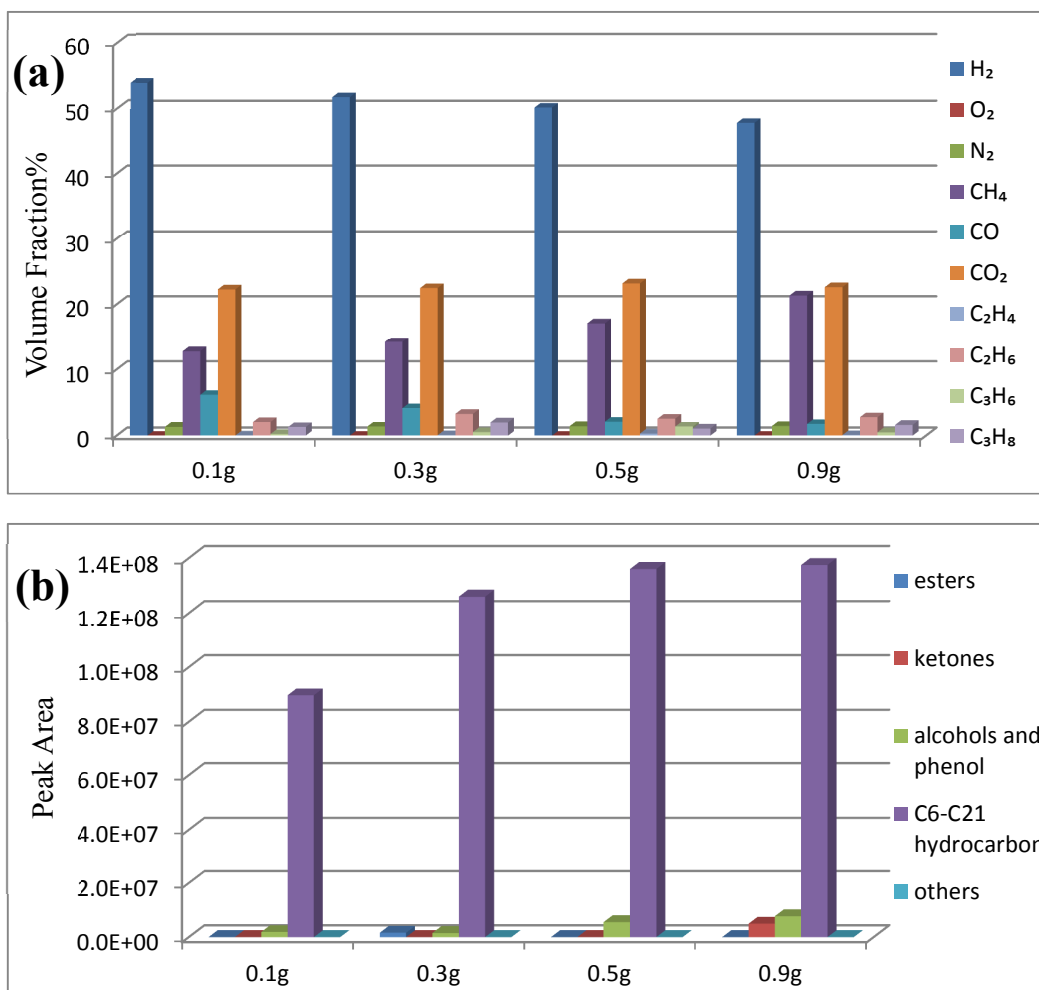 (a)
Volume Fraction%
60
50
40
30
20
10
0
0.1g
0.3g
0.5g
0.9g
H₂
O₂
N₂
CH₄
CO
CO₂
C₂H₄
C₂H₆
C₃H₆
C₃H₈
(b)
Peak Area
1.4E+08
1.2E+08
1.0E+08
8.0E+07
6.0E+07
4.0E+07
2.0E+07
0.0E+00
0.1g
0.3g
0.5g
0.9g
esters
ketones
alcohols and
phenol
C6-C21
hydrocarbon
others